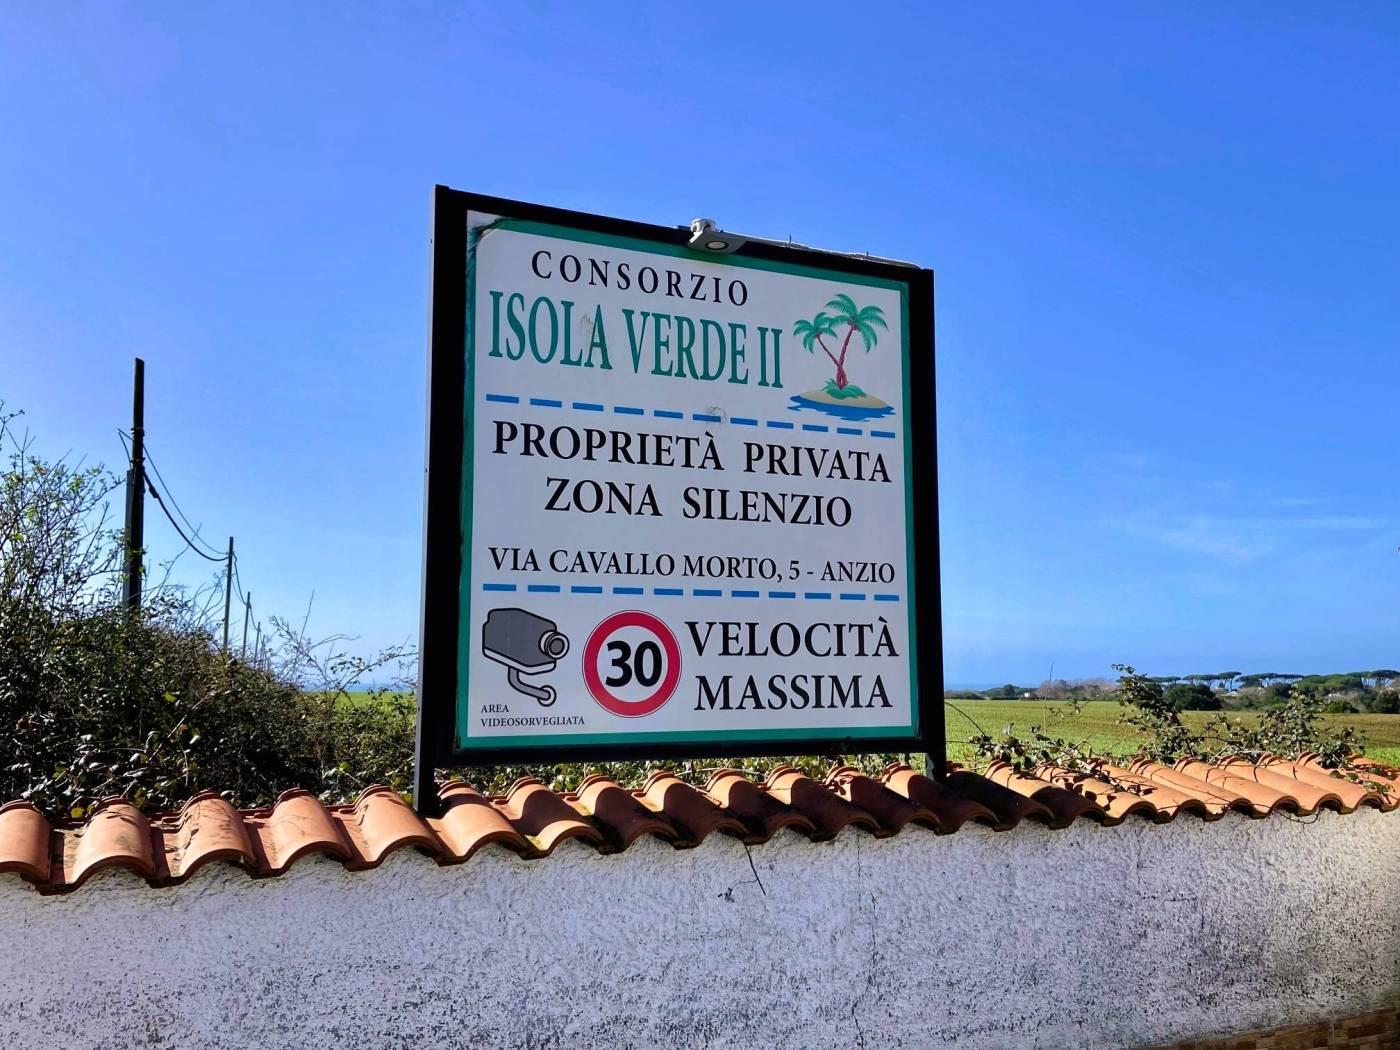 CONSORZIO
ISOLA VERDE II
PROPRIETÀ PRIVATA
ZONA SILENZIO
VIA CAVALLO MORTO, 5 - ANZIO
30
VELOCITÀ
MASSIMA
AREA
VIDEOSORVEGLIATA